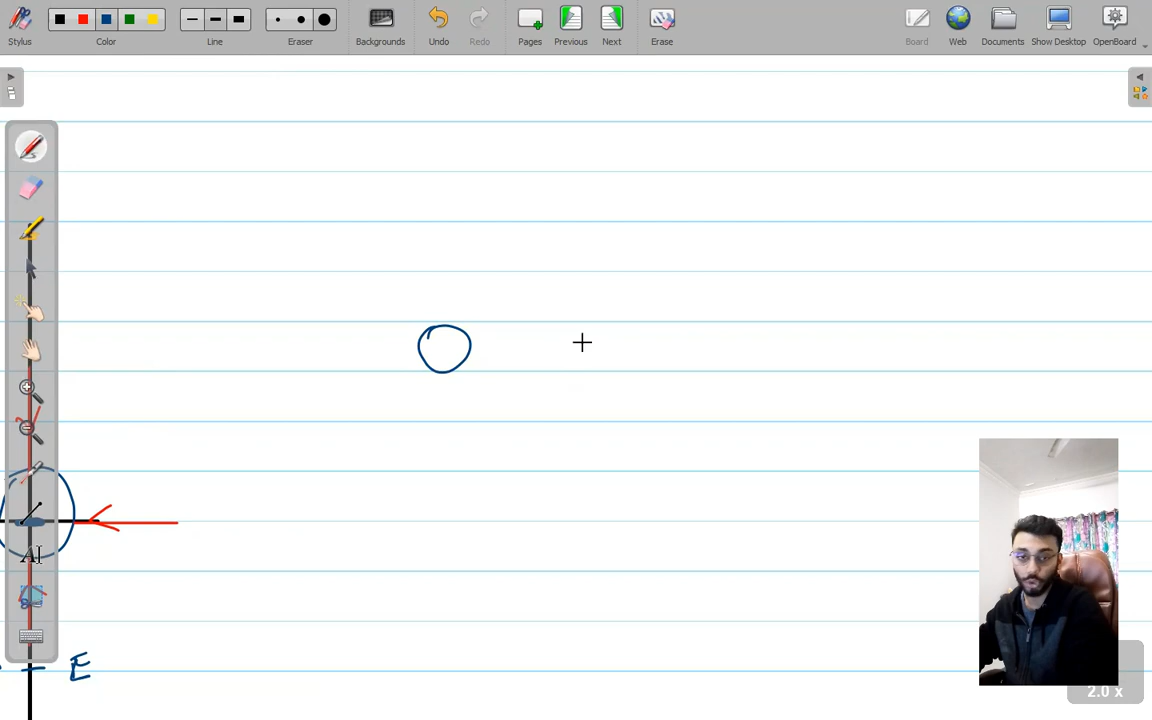 Stylus Color Line Eraser Backgrounds Undo Redo Pages Previous Next Erase Board Web Documents Show Desktop OpenBoard
A
E
2.0 x